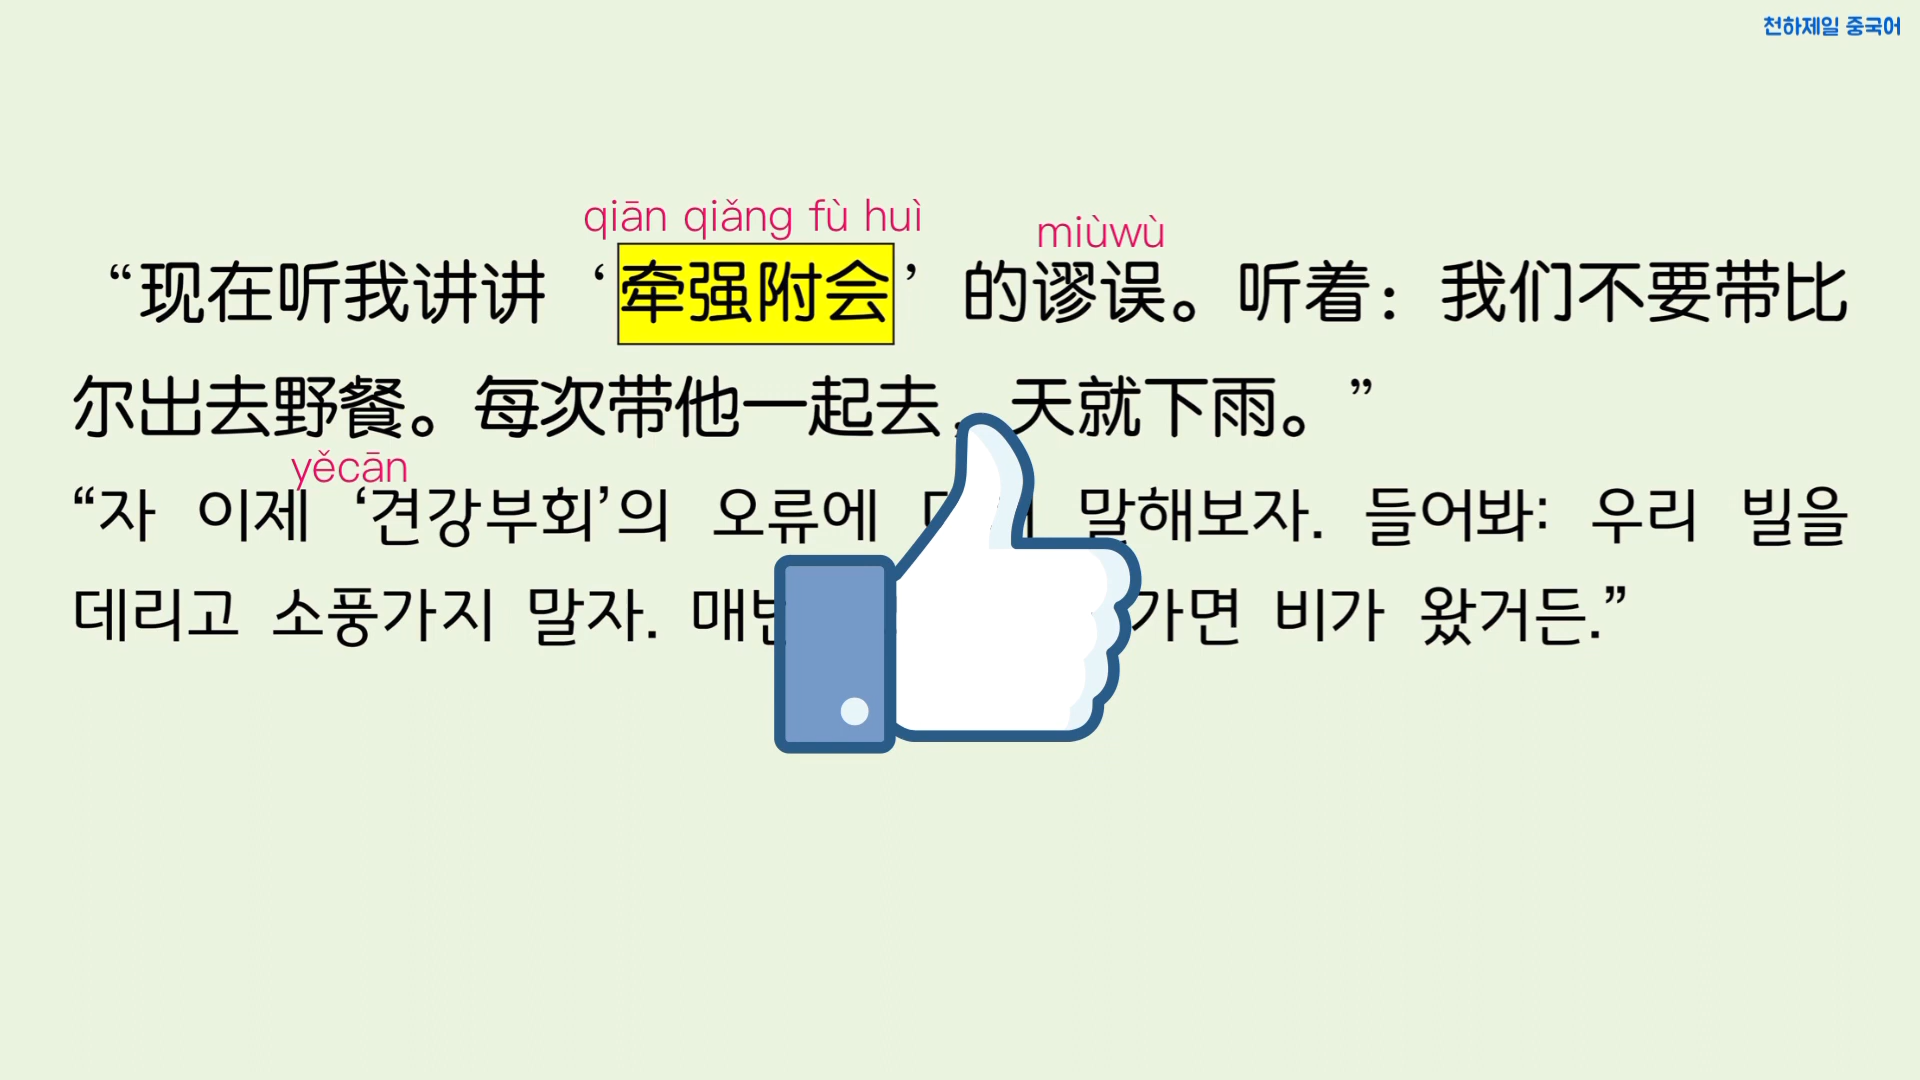 천하제일 중국어
qiān qiǎng fù huì miùwù
“现在听我讲讲‘牵强附会’的谬误。听着：我们不要带比
尔出去野餐。每次带他一起去，天就下雨。”
yěcān
“자 이제 ‘견강부회’의 오류에 말해보자. 들어봐: 우리 빌을
데리고 소풍가지 말자. 가면 비가 왔거든.”